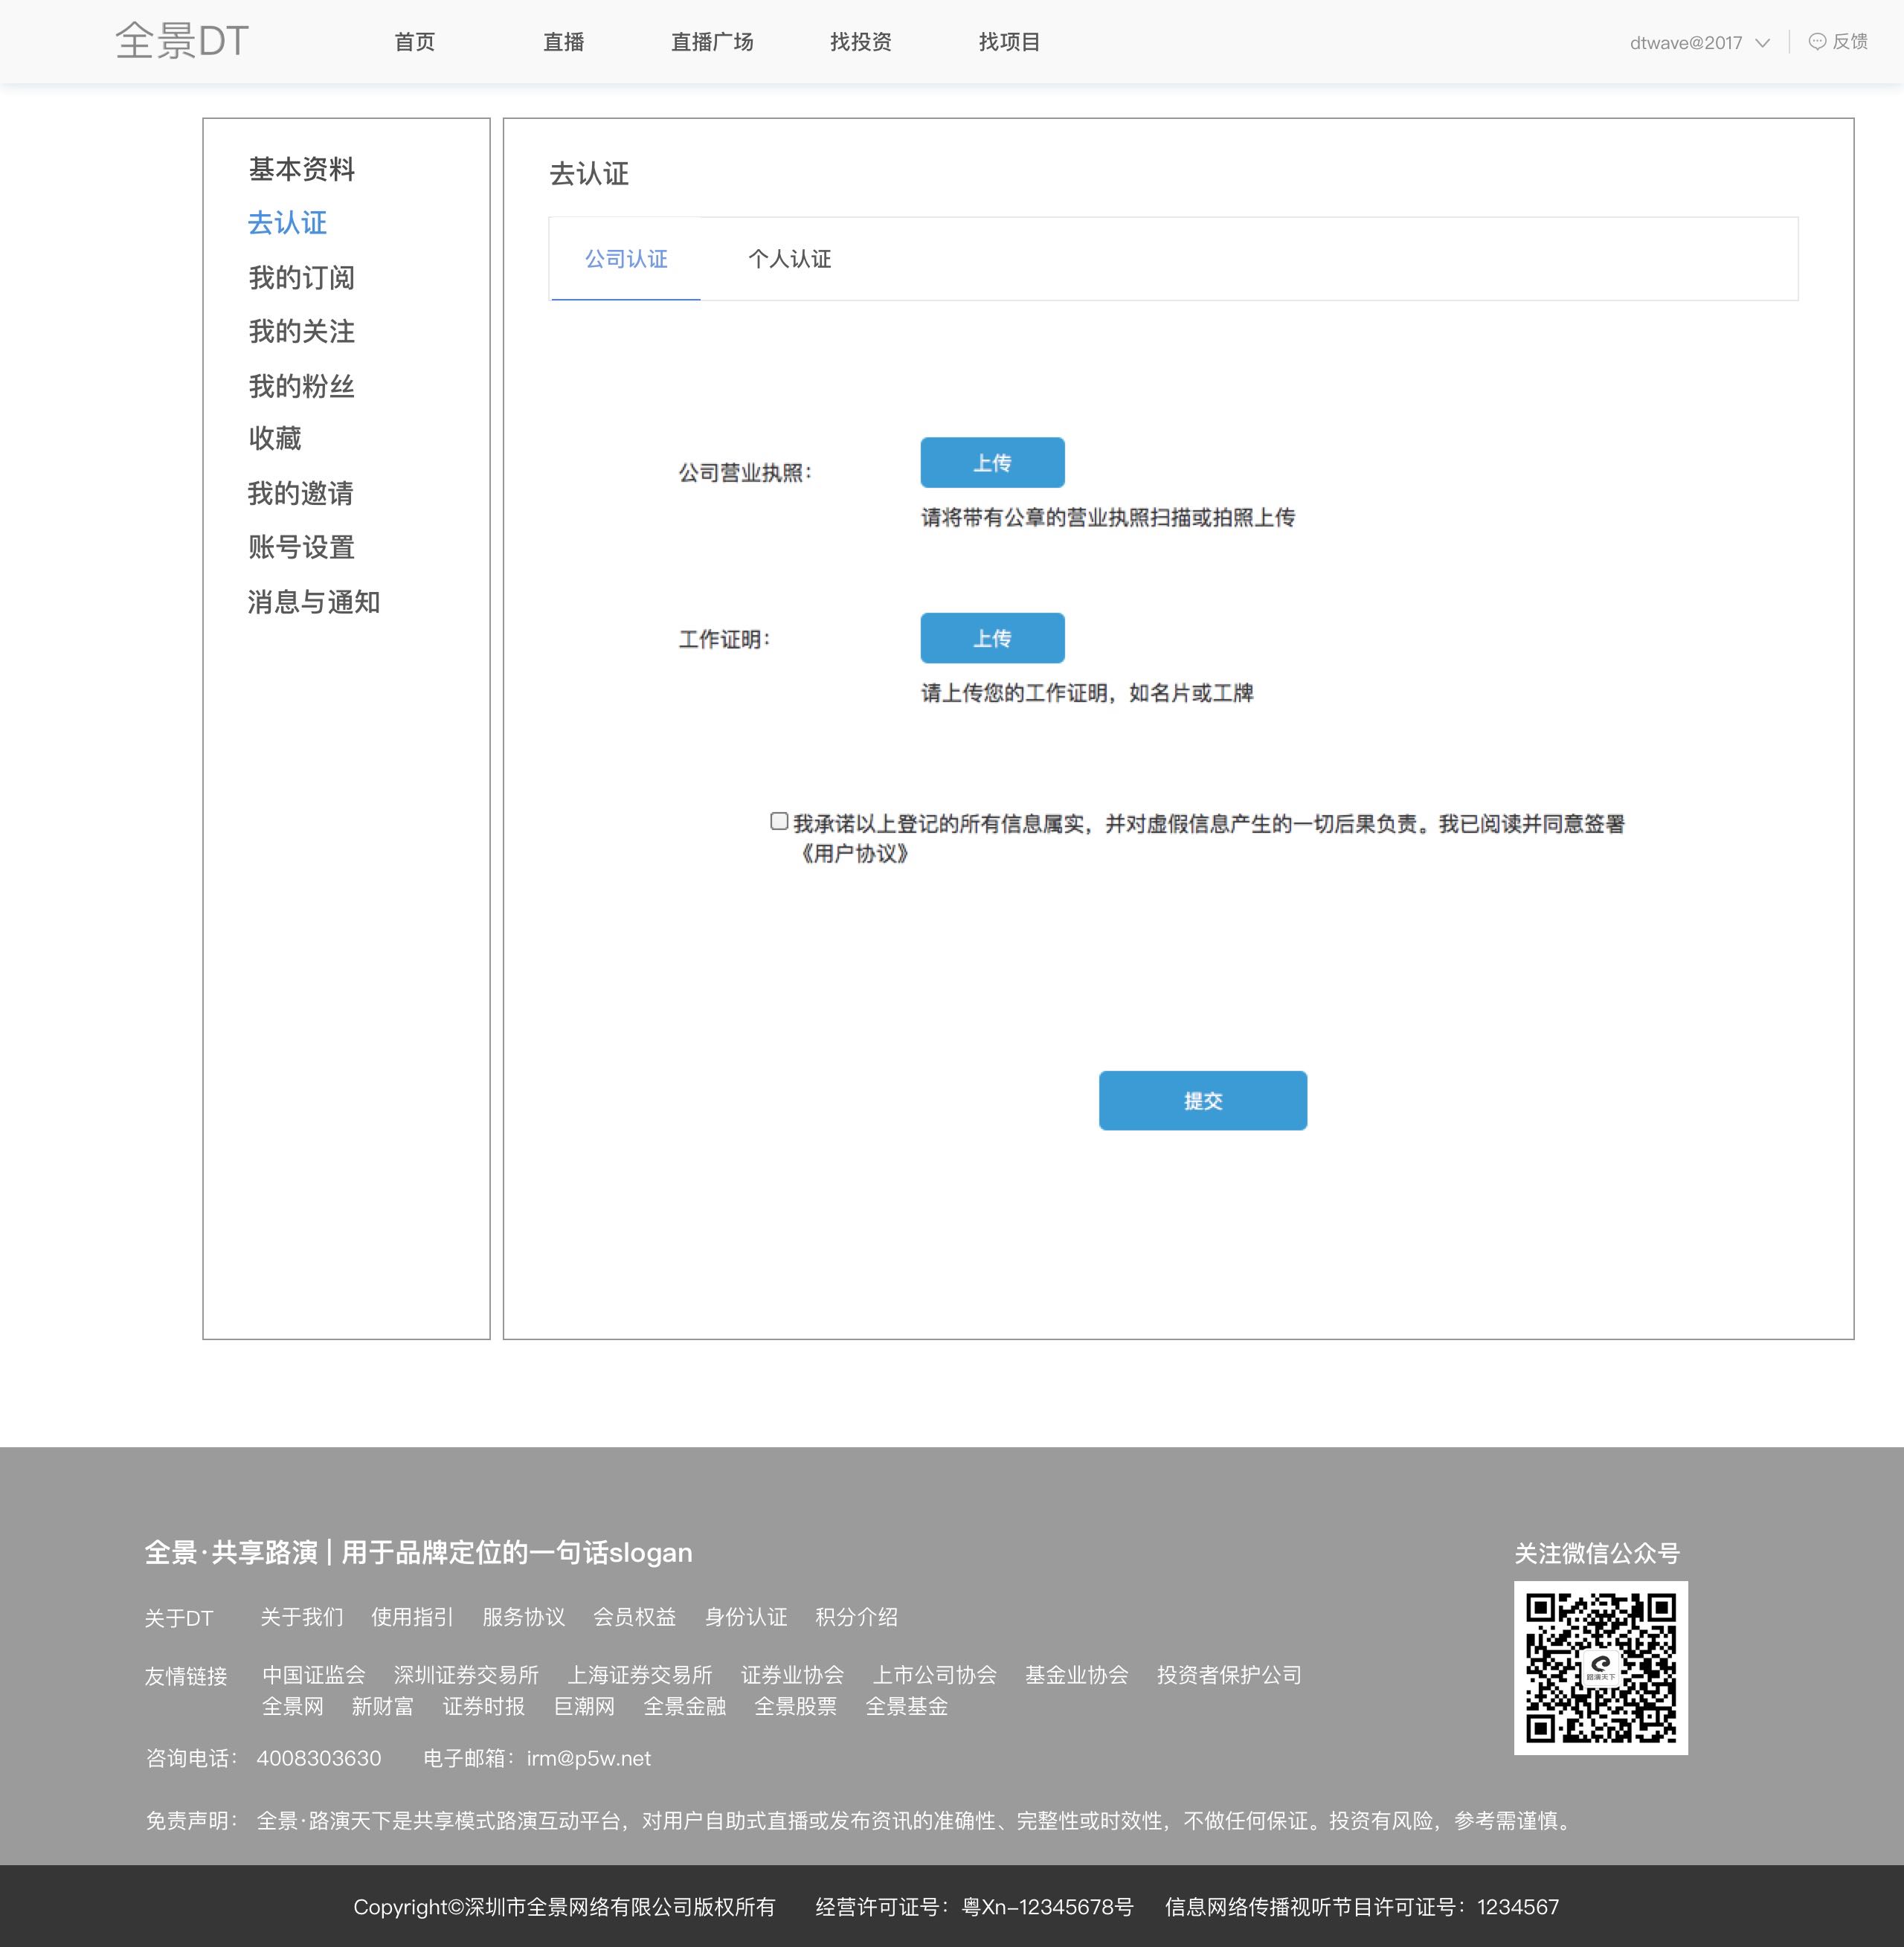 全景DT 首页 直播 直播广场 找投资 找项目 dtwave@2017 反馈
基本资料
去认证
我的订阅
我的关注
我的粉丝
收藏
我的邀请
账号设置
消息与通知
去认证
公司认证 个人认证
公司营业执照: 上传
请将带有公章的营业执照扫描或拍照上传
工作证明: 上传
请上传您的工作证明，如名片或工牌
我承诺以上登记的所有信息属实，并对虚假信息产生的一切后果负责。我已阅读并同意签署
《用户协议》
提交
全景·共享路演 | 用于品牌定位的一句话slogan
关于DT 关于我们 使用指引 服务协议 会员权益 身份认证 积分介绍
友情链接 中国证监会 深圳证券交易所 上海证券交易所 证券业协会 上市公司协会 基金业协会 投资者保护公司
全景网 新财富 证券时报 巨潮网 全景金融 全景股票 全景基金
咨询电话： 4008303630 电子邮箱：irm@p5w.net
免责声明： 全景·路演天下是共享模式路演互动平台，对用户自助式直播或发布资讯的准确性、完整性或时效性，不做任何保证。投资有风险，参考需谨慎。
关注微信公众号
路演天下
Copyright©深圳市全景网络有限公司版权所有 经营许可证号：粤Xn-12345678号 信息网络传播视听节目许可证号：1234567